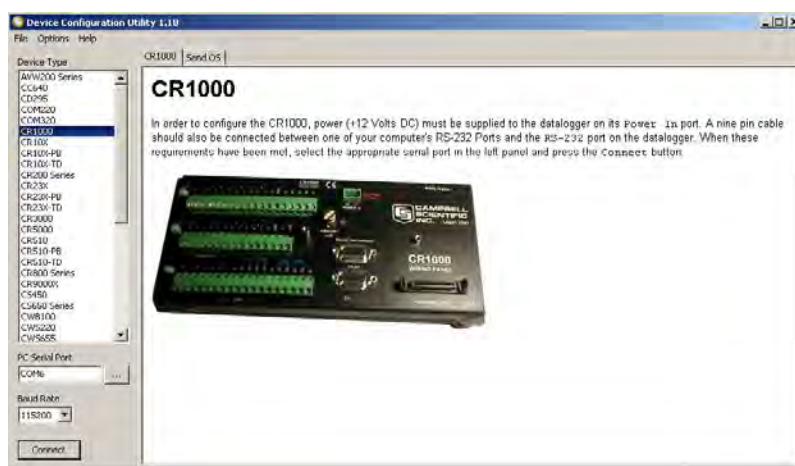 Device Configuration Utility 1.10
File Options Help
Device Type
AVW200 Series
CC640
CD295
COM220
COM320
CR1000
CR10X
CR10X-PB
CR10X-TD
CR200 Series
CR23X
CR23X-PB
CR23X-TD
CR3000
CR5000
CR510
CR510-PB
CR510-TD
CR800 Series
CR9000X
CS450
CS650 Series
CWB100
CWS220
CWS655
PC Serial Port
COM6
...
Baud Rate
115200
Connect
CR1000 Send OS
CR1000
In order to configure the CR1000, power (+12 Volts DC) must be supplied to the datalogger on its Power In port. A nine pin cable
should also be connected between one of your computer's RS-232 Ports and the RS-232 port on the datalogger. When these
requirements have been met, select the appropriate serial port in the left panel and press the Connect button.
CAMPBELL
SCIENTIFIC
INC.
CR1000
WIRING PANEL